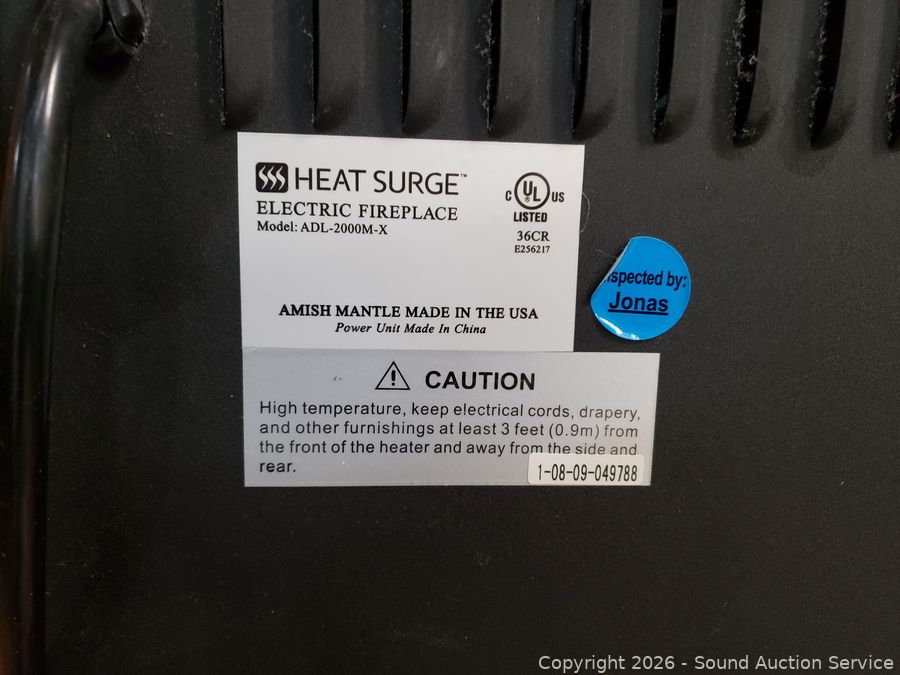 HEAT SURGE™
ELECTRIC FIREPLACE
Model: ADL-2000M-X
C UL® US
LISTED
36CR
E256217
AMISH MANTLE MADE IN THE USA
Power Unit Made In China
spected by:
Jonas
CAUTION
High temperature, keep electrical cords, drapery,
and other furnishings at least 3 feet (0.9m) from
the front of the heater and away from the side and
rear.
1-08-09-049788
Copyright 2026 - Sound Auction Service